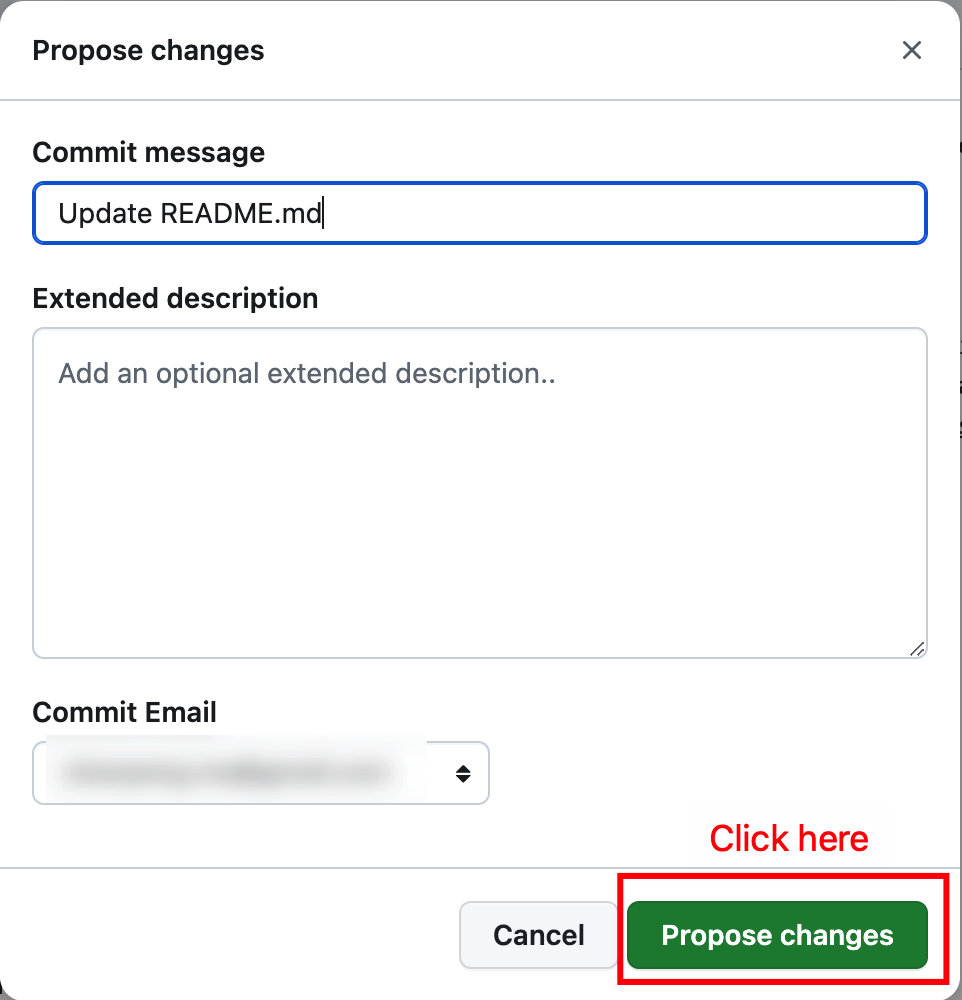 Propose changes
Commit message
Update README.md
Extended description
Add an optional extended description..
Commit Email
Click here
Cancel
Propose changes